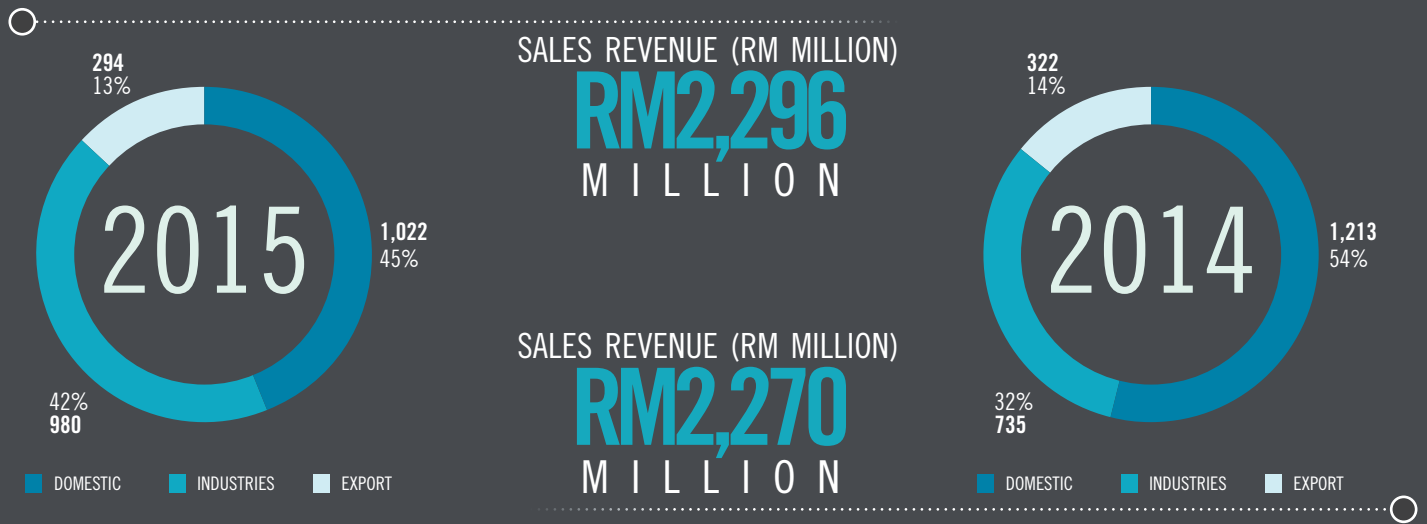 294
13%
2015
1,022
45%
42%
980
DOMESTIC INDUSTRIES EXPORT
SALES REVENUE (RM MILLION)
RM2,296
MILLION
SALES REVENUE (RM MILLION)
RM2,270
MILLION
322
14%
2014
1,213
54%
32%
735
DOMESTIC INDUSTRIES EXPORT